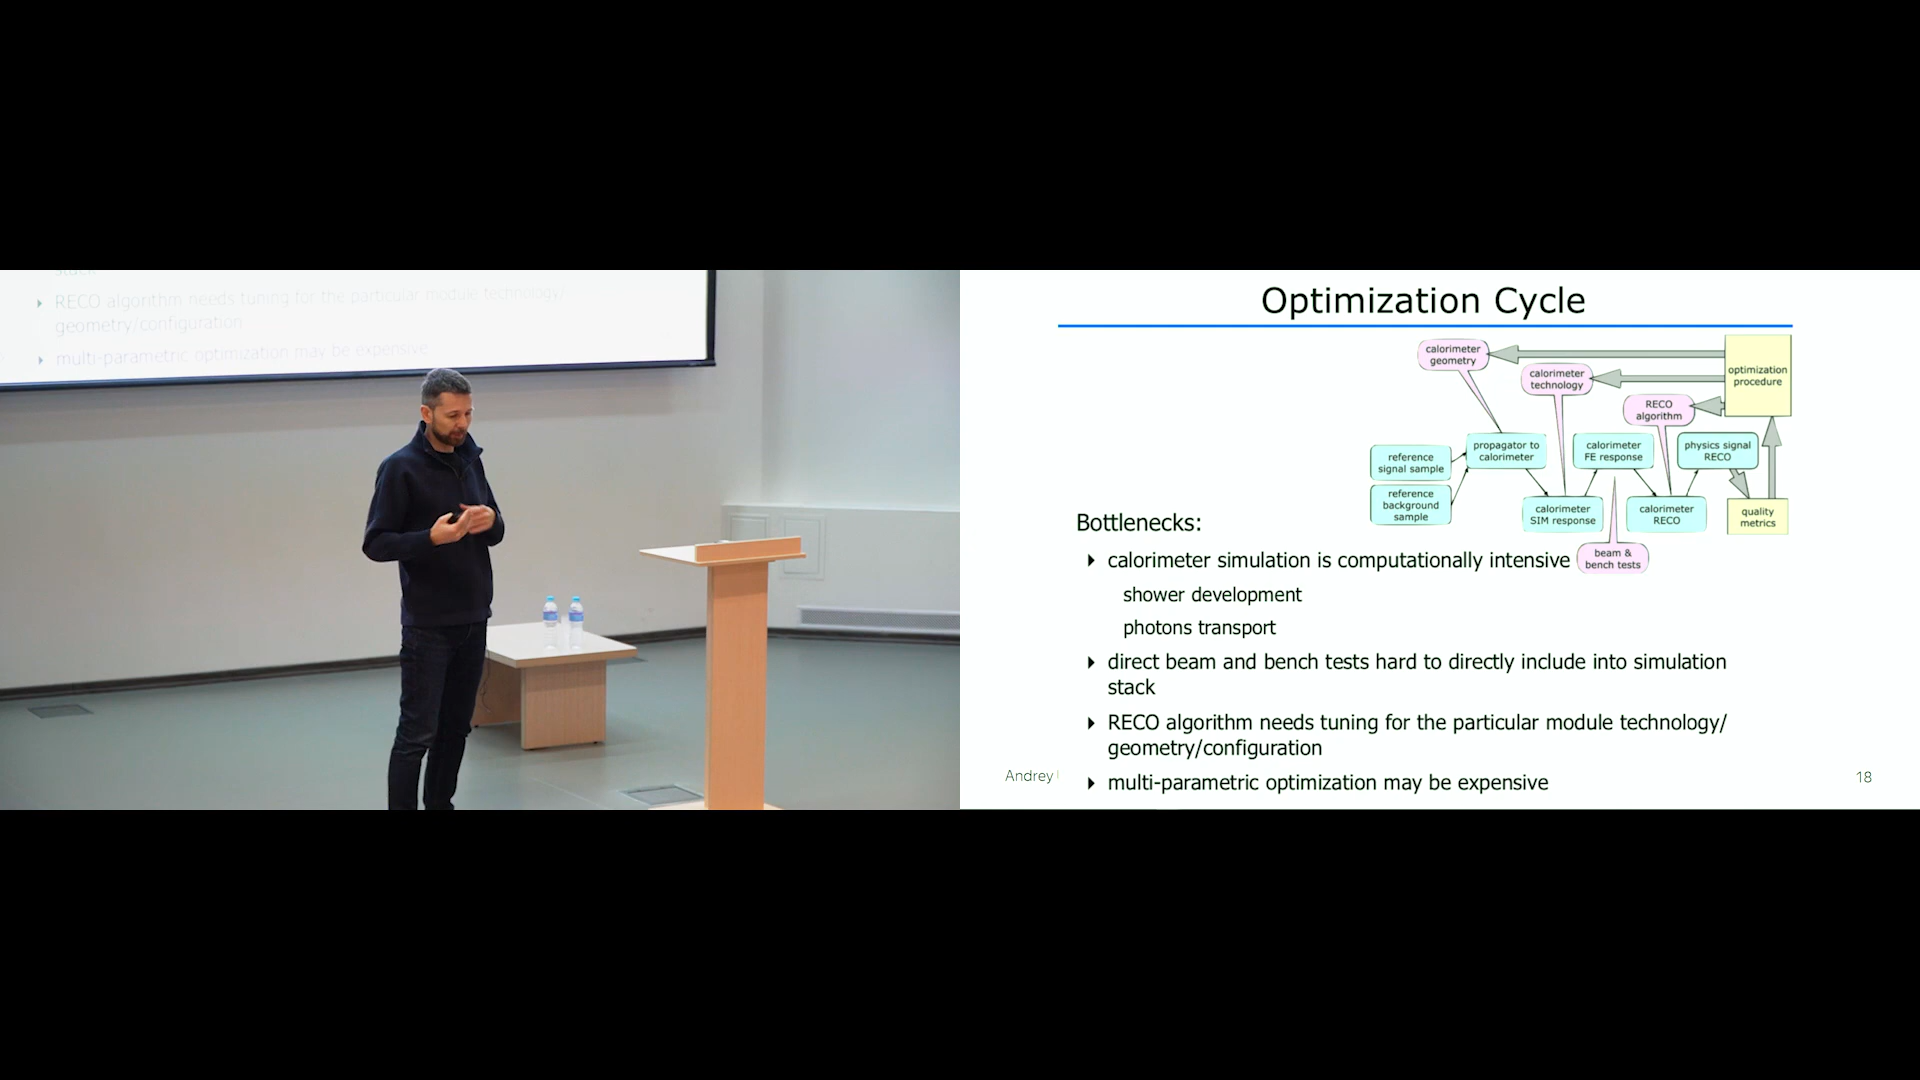 stack
RECO algorithm needs tuning for the particular module technology/
geometry/configuration
multi-parametric optimization may be expensive
Optimization Cycle
calorimeter
geometry
calorimeter
technology
RECO
algorithm
optimization
procedure
reference
signal sample
reference
background
sample
propagator to
calorimeter
calorimeter
SIM response
calorimeter
FE response
calorimeter
RECO
physics signal
RECO
quality
metrics
beam &
bench tests
Bottlenecks:
calorimeter simulation is computationally intensive
shower development
photons transport
direct beam and bench tests hard to directly include into simulation
stack
RECO algorithm needs tuning for the particular module technology/
geometry/configuration
multi-parametric optimization may be expensive
Andrey
18